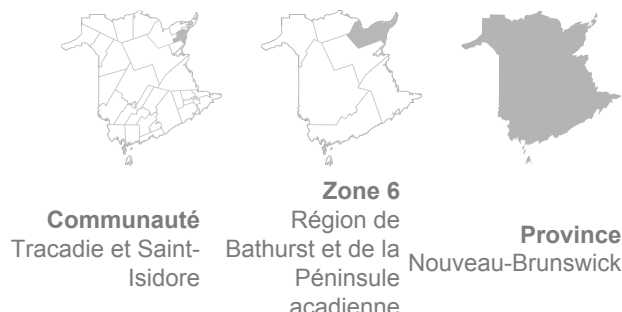 Communauté
Tracadie et Saint-
Isidore
Zone 6
Région de
Bathurst et de la
Péninsule
acadienne
Province
Nouveau-Brunswick